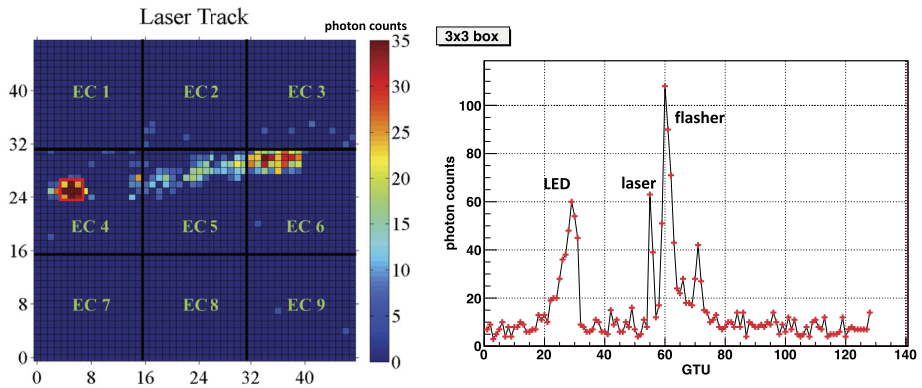 Laser Track
photon counts
EC 1
EC 2
EC 3
EC 4
EC 5
EC 6
EC 7
EC 8
EC 9
40
32
24
16
8
0
0
8
16
24
32
40
35
30
25
20
15
10
5
0
3x3 box
photon counts
100
80
60
40
20
0
LED
laser
flasher
0
20
40
60
80
100
120
140
GTU